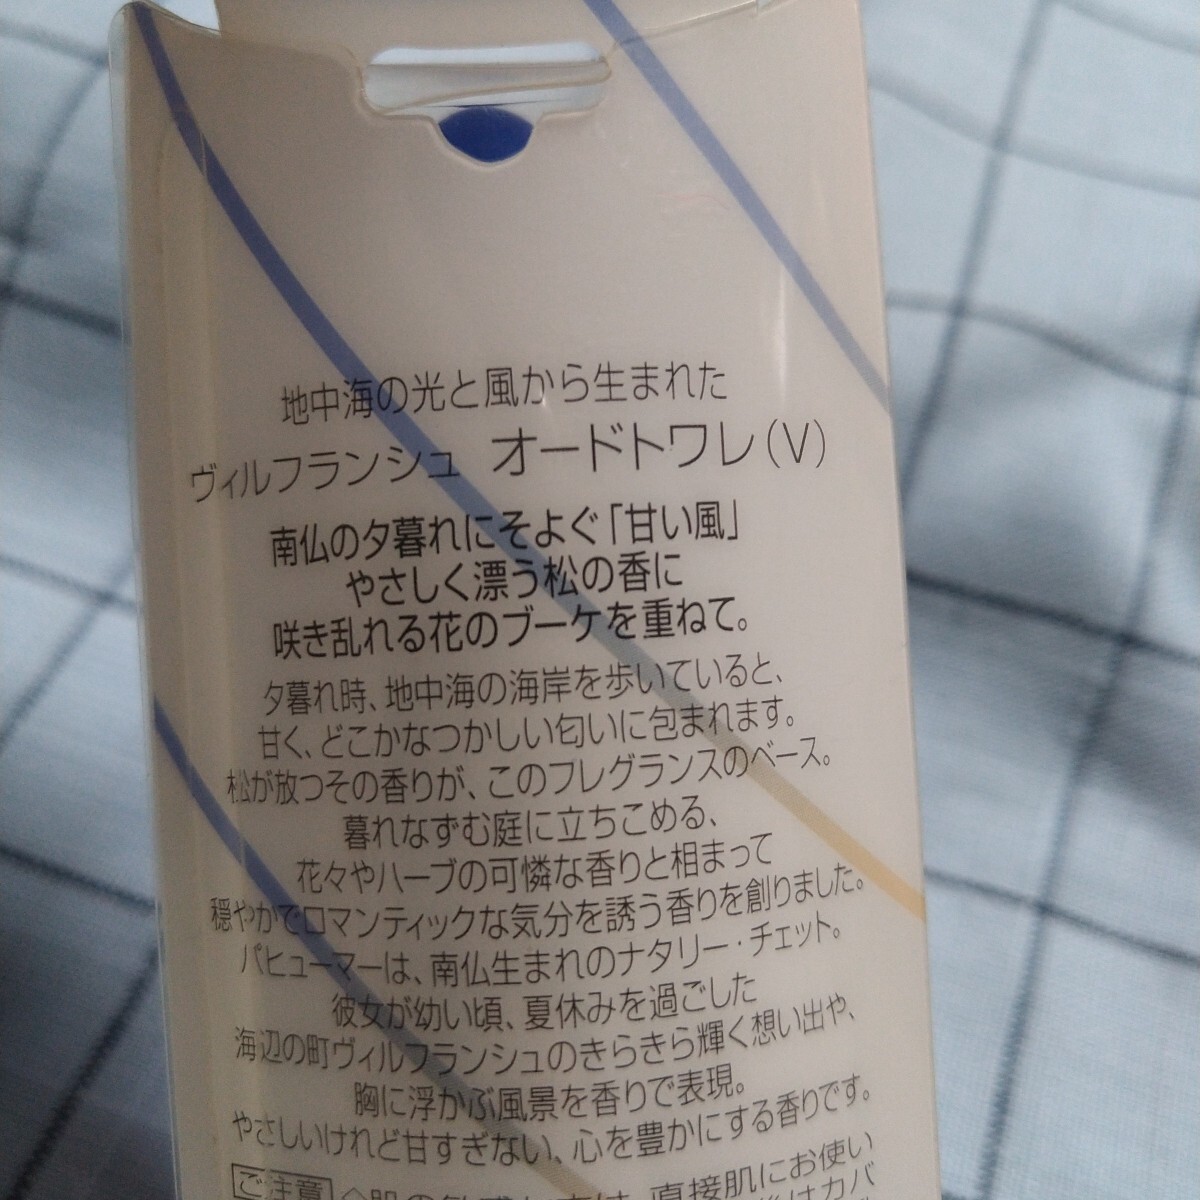 地中海の光と風から生まれた
ヴィルフランシュ オードトワレ(V)
南仏の夕暮れにそよぐ「甘い風」
やさしく漂う松の香に
咲き乱れる花のブーケを重ねて。
夕暮れ時、地中海の海岸を歩いていると、
甘く、どこかなつかしい匂いに包まれます。
松が放つその香りが、このフレグランスのベース。
暮れなずむ庭に立ちこめる、
花々やハーブの可憐な香りと相まって
穏やかでロマンティックな気分を誘う香りを創りました。
パヒューマーは、南仏生まれのナタリー・チェット。
彼女が幼い頃、夏休みを過ごした
海辺の町ヴィルフランシュのきらきら輝く想い出や、
胸に浮かぶ風景を香りで表現。
やさしいけれど甘すぎない、心を豊かにする香りです。
ご注意 ◇肌の 直接肌にお使い
はカバ